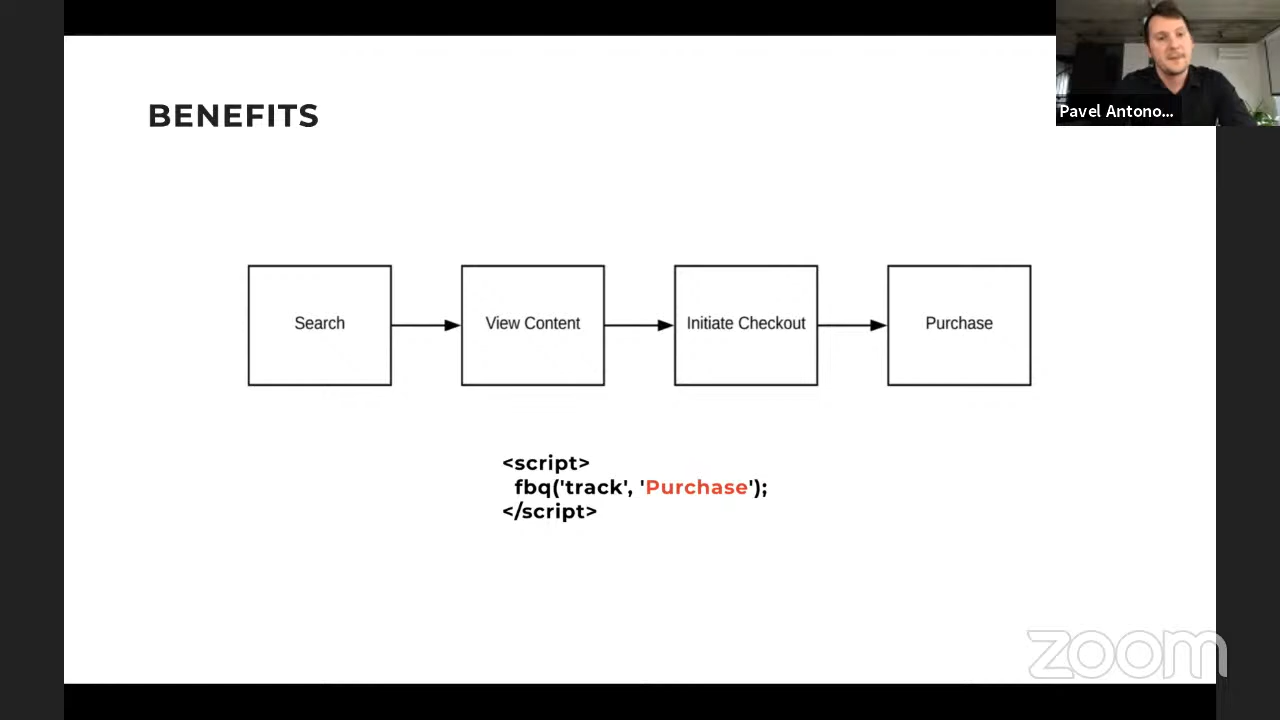 BENEFITS
Pavel Antono...
Search
View Content
Initiate Checkout
Purchase
<script>
fbq('track', 'Purchase');
</script>
zoom